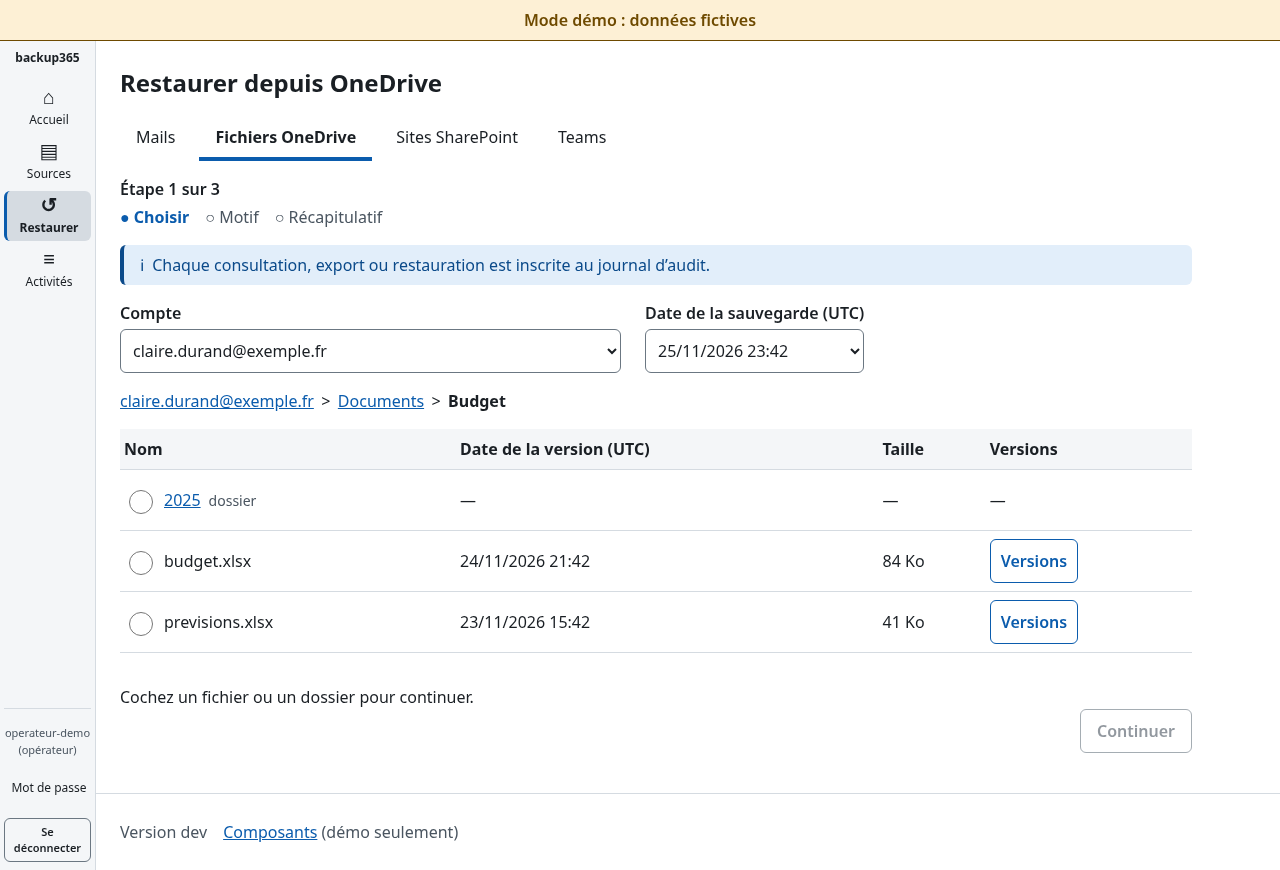 Mode démo : données fictives
backup365
Accueil
Sources
Restaurer
Activités
operateur-demo
(opérateur)
Mot de passe
Se
déconnecter
Restaurer depuis OneDrive
Mails Fichiers OneDrive Sites SharePoint Teams
Étape 1 sur 3
● Choisir ○ Motif ○ Récapitulatif
i Chaque consultation, export ou restauration est inscrite au journal d’audit.
Compte Date de la sauvegarde (UTC)
claire.durand@exemple.fr 25/11/2026 23:42
claire.durand@exemple.fr > Documents > Budget
Nom Date de la version (UTC) Taille Versions
2025 dossier — — —
budget.xlsx 24/11/2026 21:42 84 Ko Versions
previsions.xlsx 23/11/2026 15:42 41 Ko Versions
Cochez un fichier ou un dossier pour continuer.
Continuer
Version dev Composants (démo seulement)